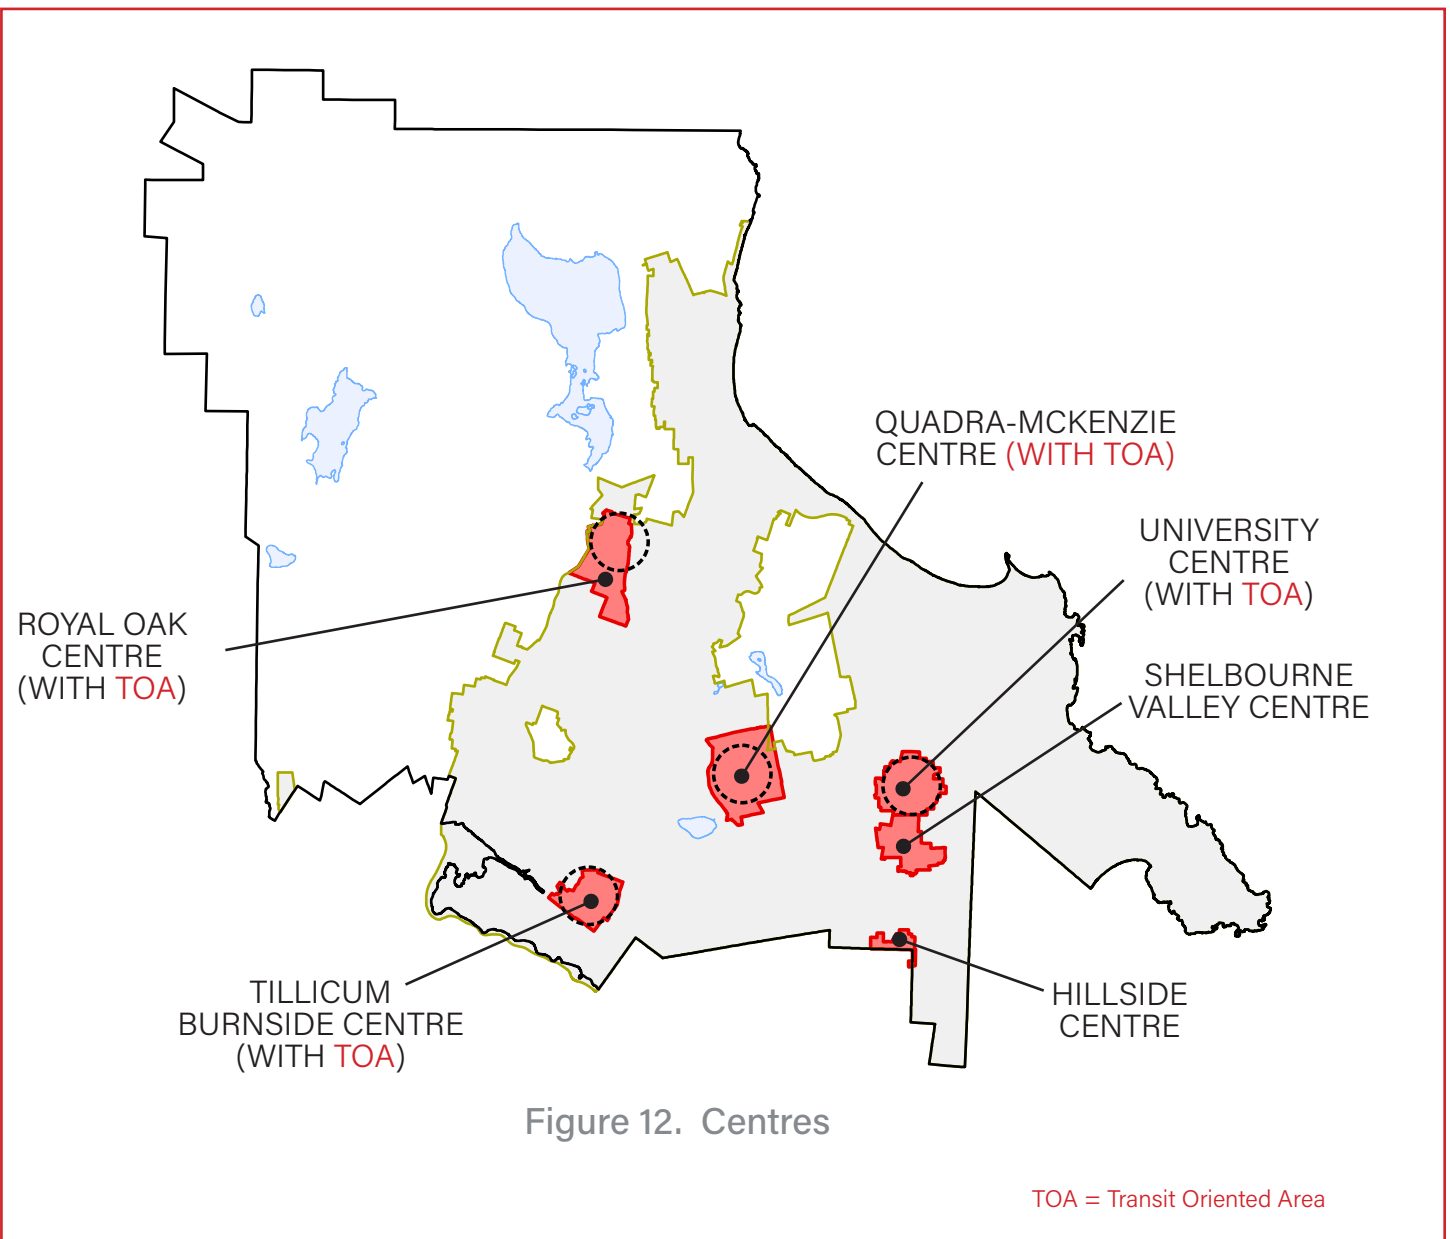 QUADRA-MCKENZIE
CENTRE (WITH TOA)
UNIVERSITY
CENTRE
(WITH TOA)
ROYAL OAK
CENTRE
(WITH TOA)
SHELBOURNE
VALLEY CENTRE
TILLICUM
BURNSIDE CENTRE
(WITH TOA)
HILLSIDE
CENTRE
Figure 12. Centres
TOA = Transit Oriented Area